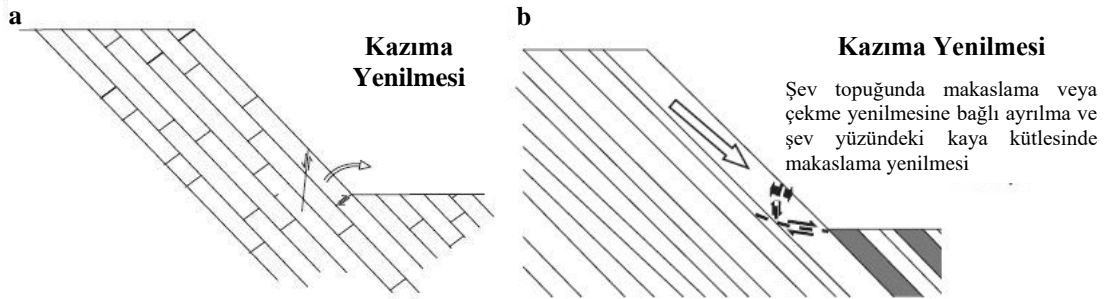 a
Kazıma
Yenilmesi
b
Kazıma Yenilmesi
Şev topuğunda makaslama veya
çekme yenilmesine bağlı ayrılma ve
şev yüzündeki kaya kütlesinde
makaslama yenilmesi